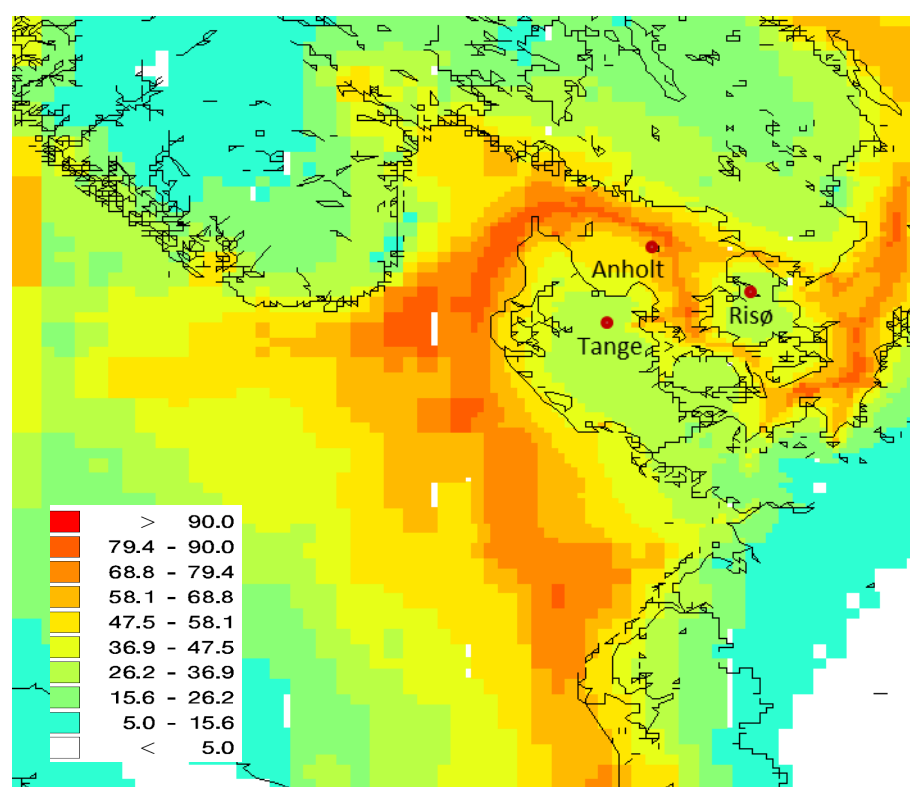 Anholt
Risø
Tange
> 90.0
79.4 - 90.0
68.8 - 79.4
58.1 - 68.8
47.5 - 58.1
36.9 - 47.5
26.2 - 36.9
15.6 - 26.2
5.0 - 15.6
< 5.0